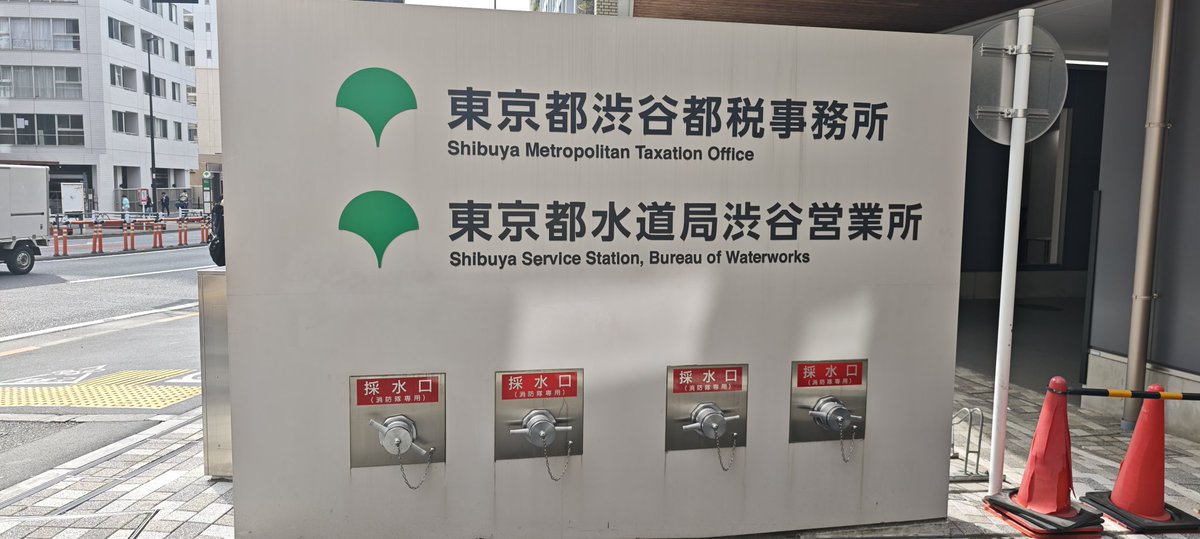 東京都渋谷都税事務所
Shibuya Metropolitan Taxation Office
東京都水道局渋谷営業所
Shibuya Service Station, Bureau of Waterworks
採水口
(消防隊専用)
採水口
(消防隊専用)
採水口
(消防隊専用)
採水口
(消防隊専用)